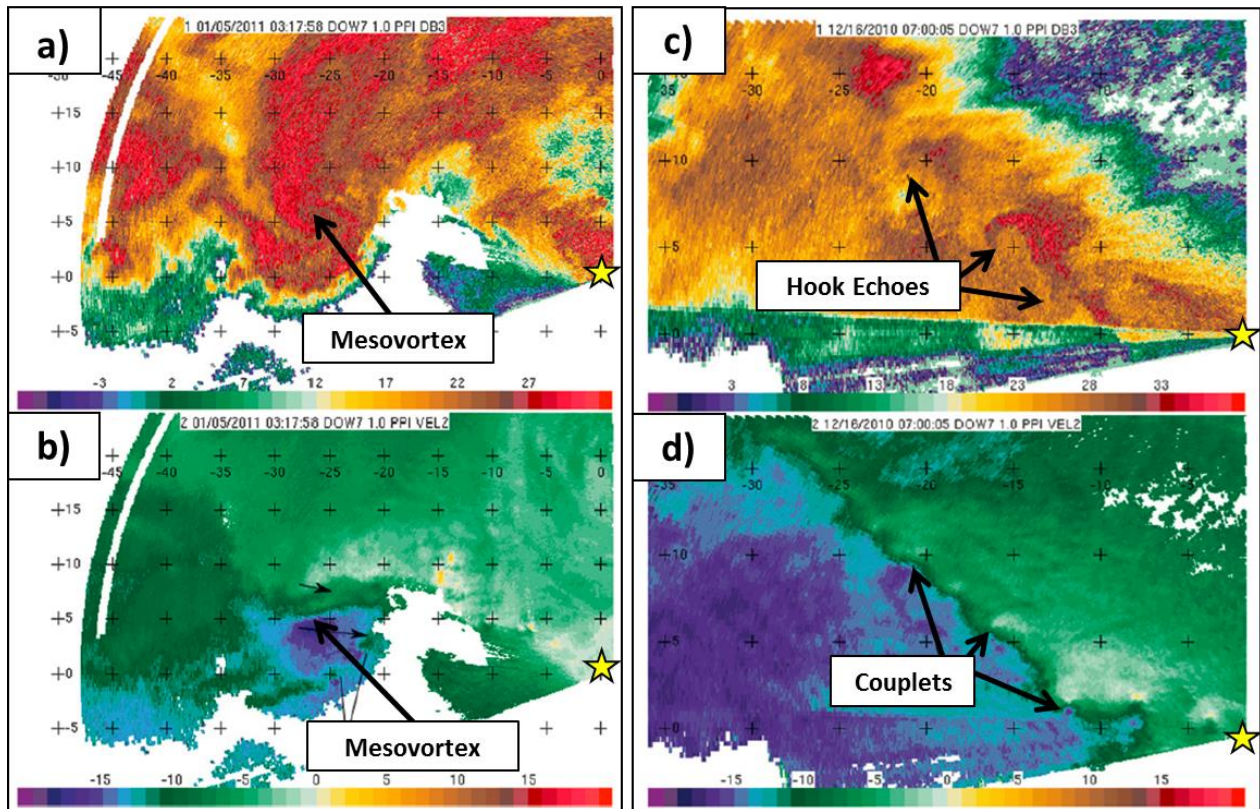 a)
1 01/05/2011 03:17:58 DOW7 1.0 PPI DB3
-45 -40 -35 -30 -25 -20 -15 -10 -5 0
+15
+10
+5
+0
+-5
Mesovortex
-3 2 7 12 17 22 27
b)
2 01/05/2011 03:17:58 DOW7 1.0 PPI VEL2
-45 -40 -35 -30 -25 -20 -15 -10 -5 0
+15
+10
+5
+0
-5
Mesovortex
-15 -10 -5 0 5 10 15
c)
1 12/16/2010 07:00:05 DOW7 1.0 PPI DB3
-30 -25 -20 -15 -10 -5
10
5
0
Hook Echoes
3 8 13 18 23 28 33
d)
2 12/16/2010 07:00:05 DOW7 1.0 PPI VEL2
-30 -25 -20 -15 -10 -5
10
5
0
Couplets
-15 -10 -5 0 5 10 15